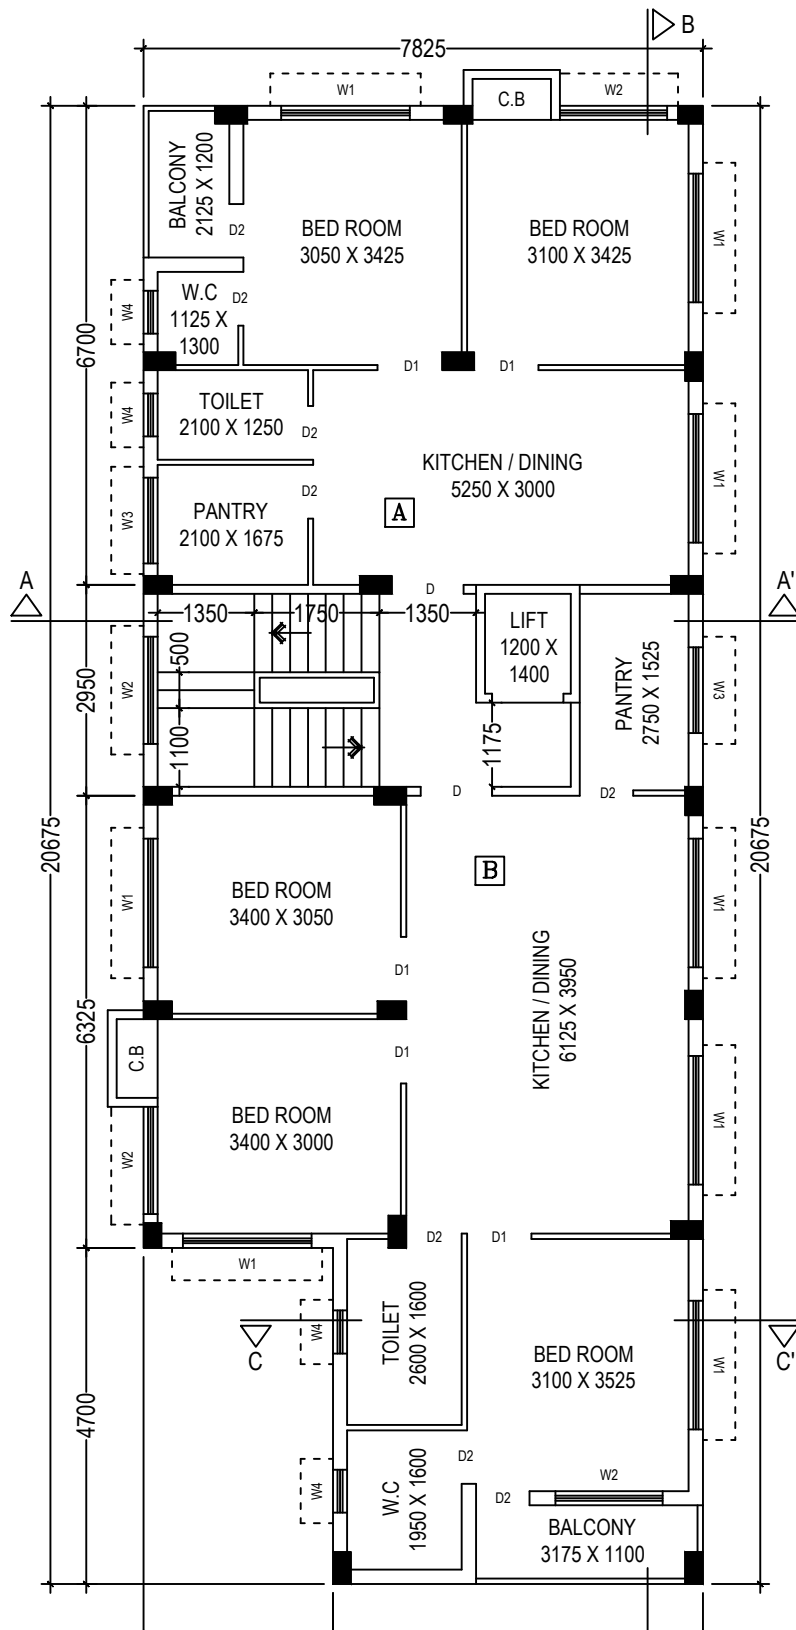 B
7825
W1
C.B
W2
BALCONY
2125 X 1200
D2
BED ROOM
3050 X 3425
BED ROOM
3100 X 3425
W1
W4
W.C
1125 X
1300
D2
6700
D1
D1
W4
TOILET
2100 X 1250
D2
KITCHEN / DINING
5250 X 3000
W1
W3
PANTRY
2100 X 1675
D2
A
A
D
A'
1350
1750
1350
LIFT
1200 X
1400
500
2950
W2
1100
1175
PANTRY
2750 X 1525
W3
D
D2
20675
20675
B
W1
BED ROOM
3400 X 3050
W1
D1
KITCHEN / DINING
6125 X 3950
6325
C.B
D1
BED ROOM
3400 X 3000
W1
W2
D2
D1
W1
W4
C
TOILET
2600 X 1600
BED ROOM
3100 X 3525
W1
C'
4700
D2
W2
W4
W.C
1950 X 1600
D2
BALCONY
3175 X 1100